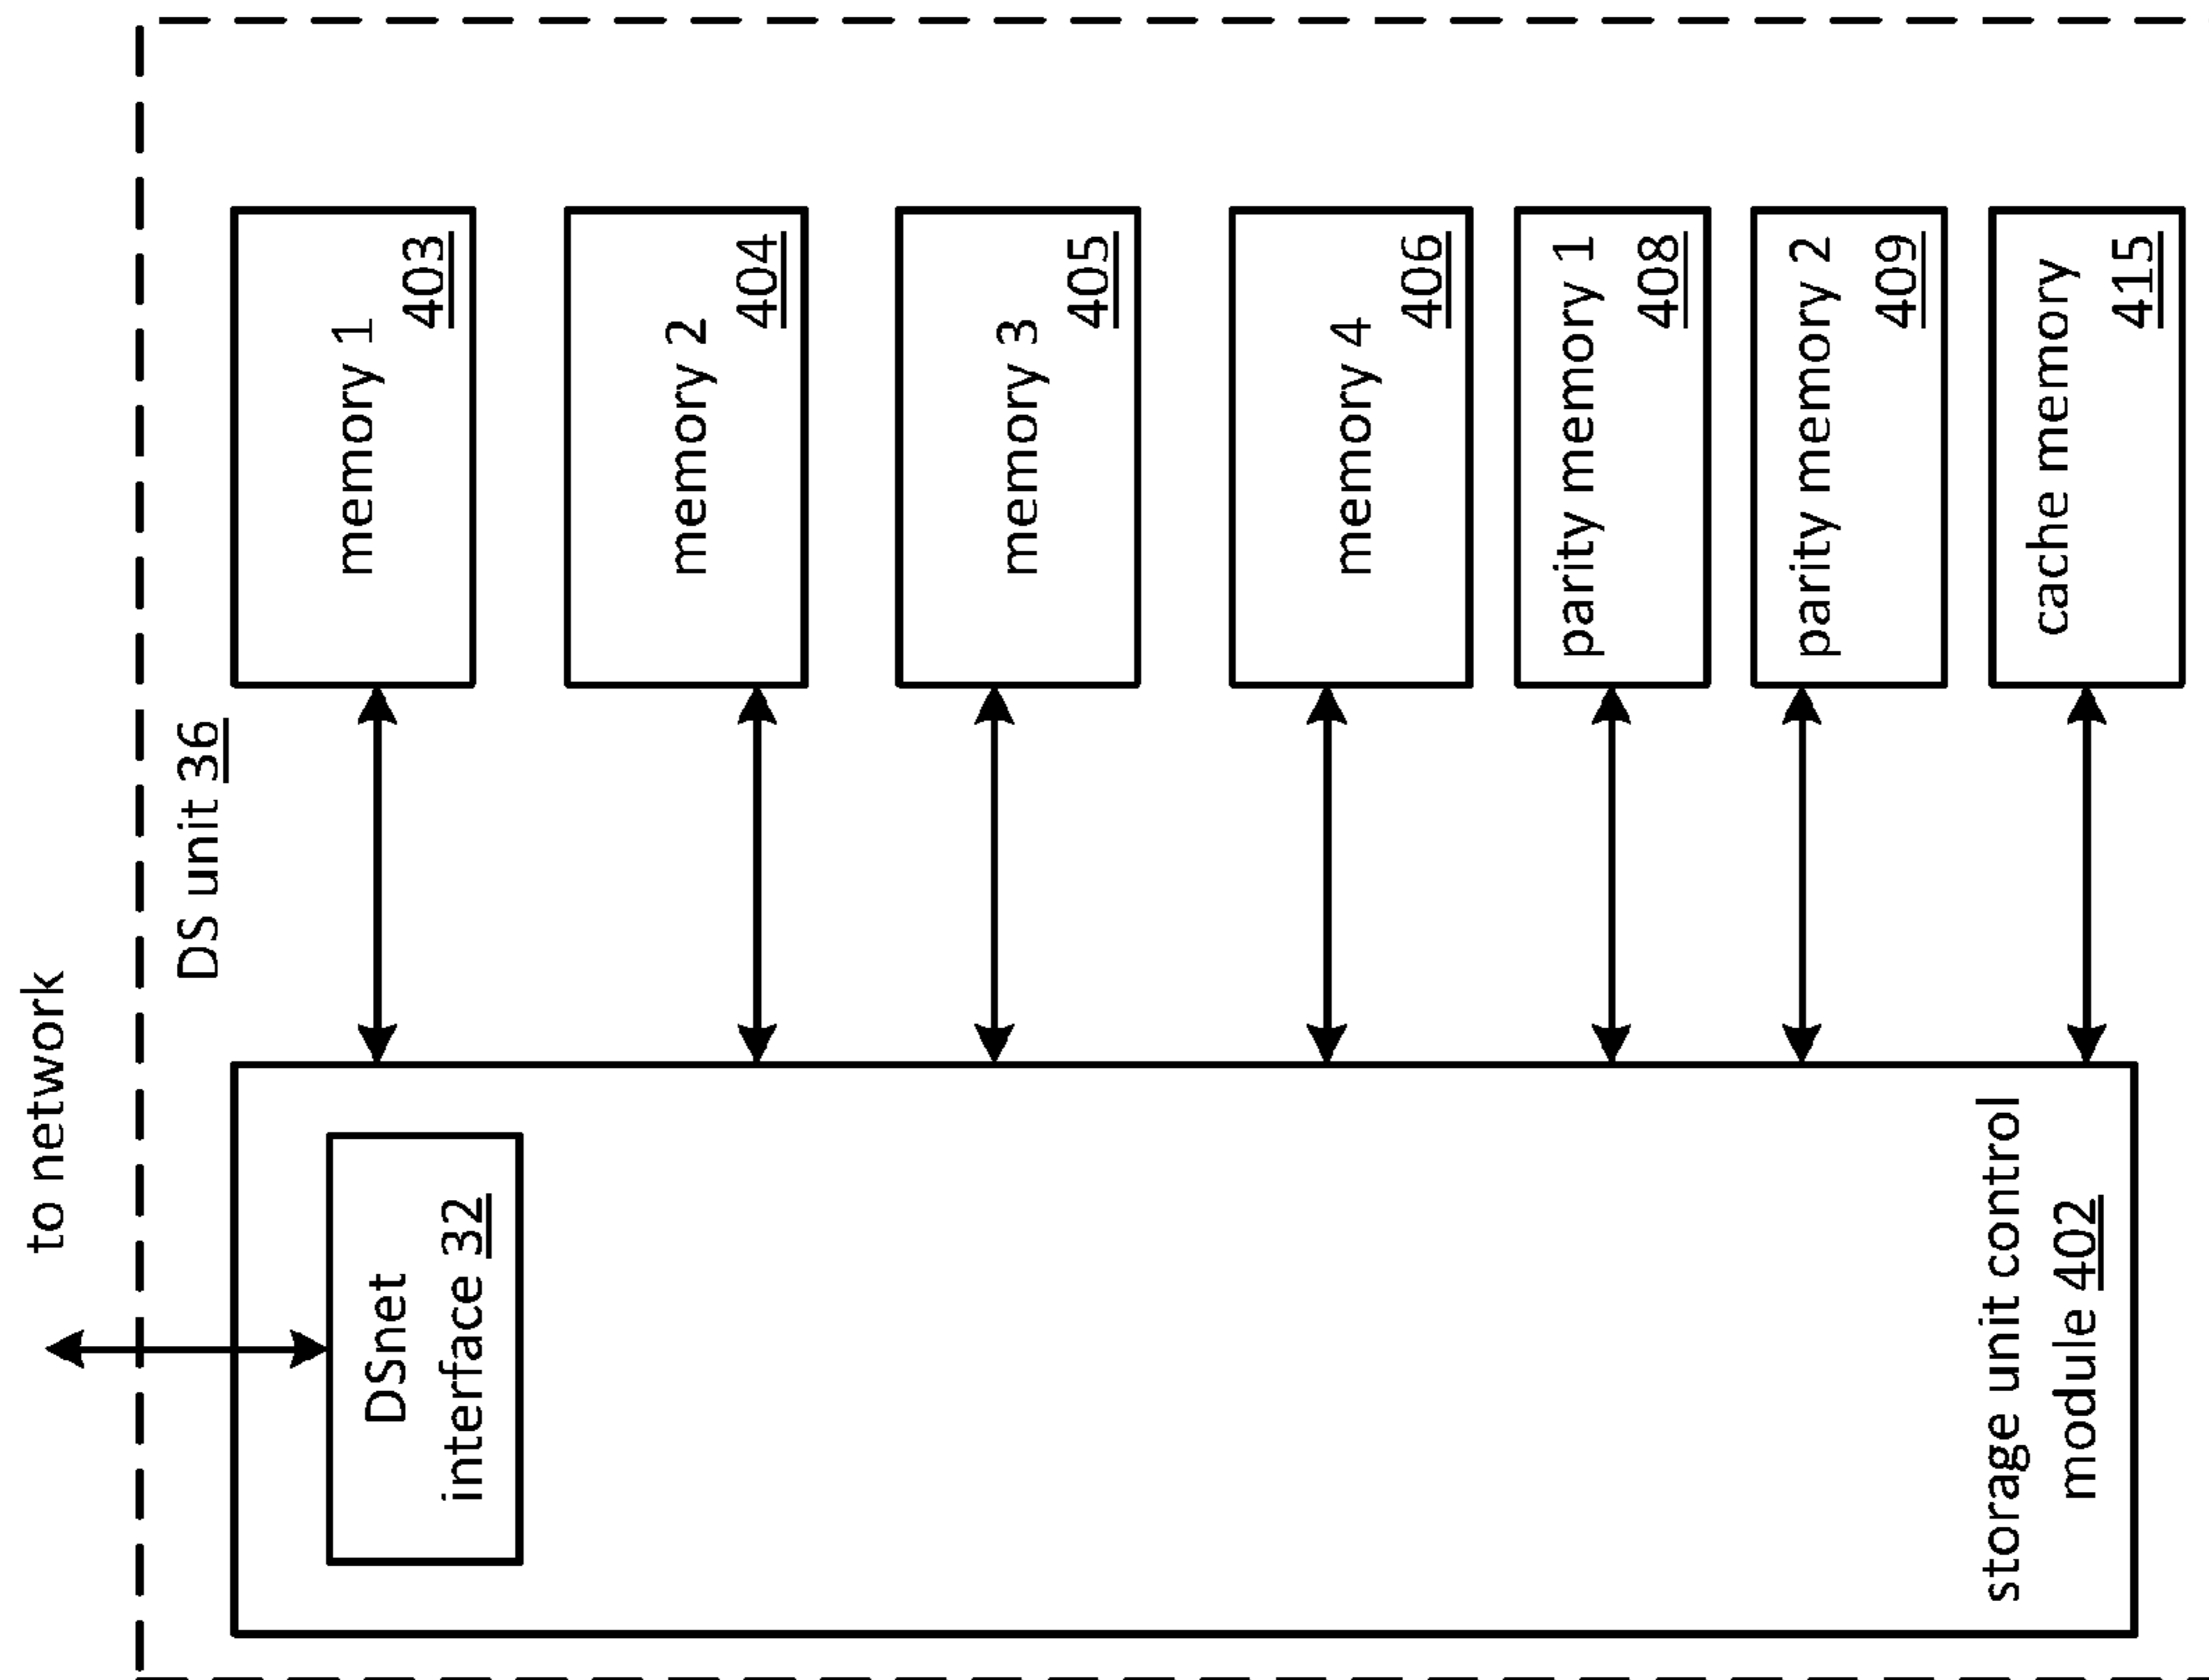 to network
DS unit 36
DSnet
interface 32
storage unit control
module 402
memory 1
403
memory 2
404
memory 3
405
memory 4
406
parity memory 1
408
parity memory 2
409
cache memory
415